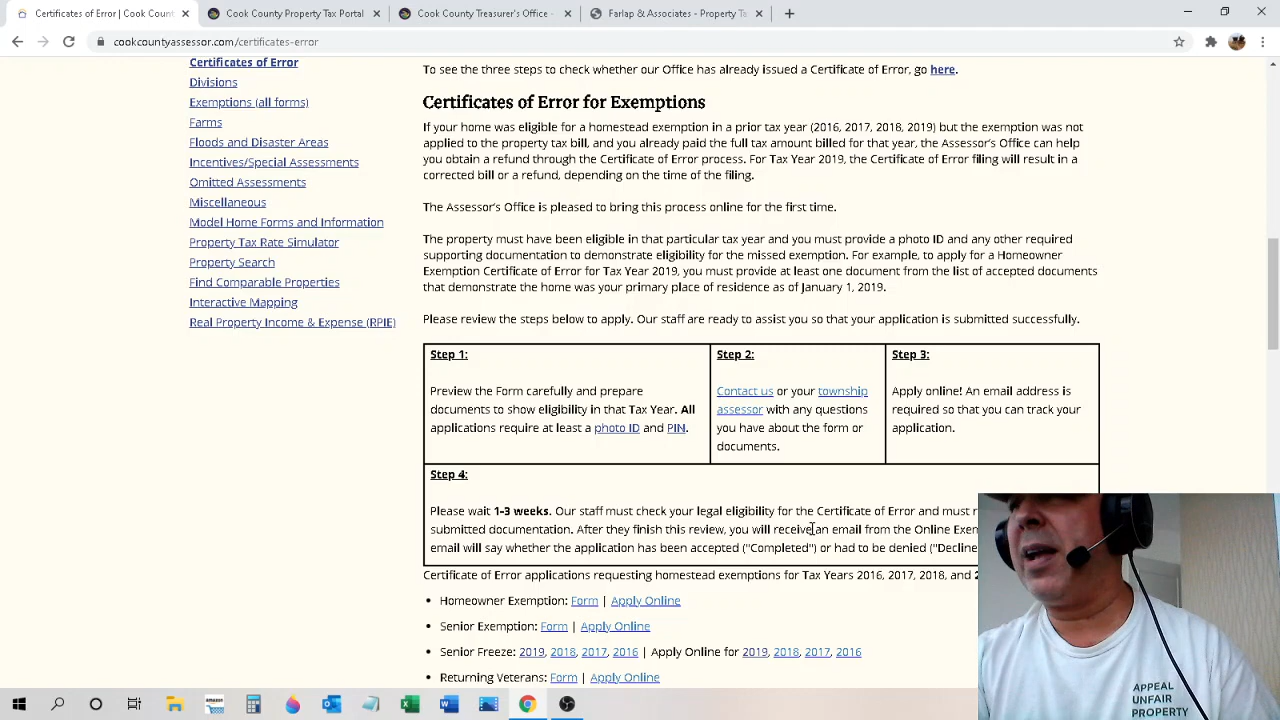 Certificates of Error | Cook Count
Cook County Property Tax Portal
Cook County Treasurer's Office -
Farlap & Associates - Property Ta
cookcountyassessor.com/certificates-error
Certificates of Error
Divisions
Exemptions (all forms)
Farms
Floods and Disaster Areas
Incentives/Special Assessments
Omitted Assessments
Miscellaneous
Model Home Forms and Information
Property Tax Rate Simulator
Property Search
Find Comparable Properties
Interactive Mapping
Real Property Income & Expense (RPIE)
To see the three steps to check whether our Office has already issued a Certificate of Error, go here.
Certificates of Error for Exemptions
If your home was eligible for a homestead exemption in a prior tax year (2016, 2017, 2018, 2019) but the exemption was not
applied to the property tax bill, and you already paid the full tax amount billed for that year, the Assessor's Office can help
you obtain a refund through the Certificate of Error process. For Tax Year 2019, the Certificate of Error filing will result in a
corrected bill or a refund, depending on the time of the filing.
The Assessor's Office is pleased to bring this process online for the first time.
The property must have been eligible in that particular tax year and you must provide a photo ID and any other required
supporting documentation to demonstrate eligibility for the missed exemption. For example, to apply for a Homeowner
Exemption Certificate of Error for Tax Year 2019, you must provide at least one document from the list of accepted documents
that demonstrate the home was your primary place of residence as of January 1, 2019.
Please review the steps below to apply. Our staff are ready to assist you so that your application is submitted successfully.
Step 1:
Preview the Form carefully and prepare
documents to show eligibility in that Tax Year. All
applications require at least a photo ID and PIN.
Step 2:
Contact us or your township
assessor with any questions
you have about the form or
documents.
Step 3:
Apply online! An email address is
required so that you can track your
application.
Step 4:
Please wait 1-3 weeks. Our staff must check your legal eligibility for the Certificate of Error and must
submitted documentation. After they finish this review, you will receive an email from the Online
email will say whether the application has been accepted ("Completed") or had to be denied ("Decline
Certificate of Error applications requesting homestead exemptions for Tax Years 2016, 2017, 2018, and
• Homeowner Exemption: Form | Apply Online
• Senior Exemption: Form | Apply Online
• Senior Freeze: 2019, 2018, 2017, 2016 | Apply Online for 2019, 2018, 2017, 2016
• Returning Veterans: Form | Apply Online
APPEAL
UNFAIR
PROPERTY